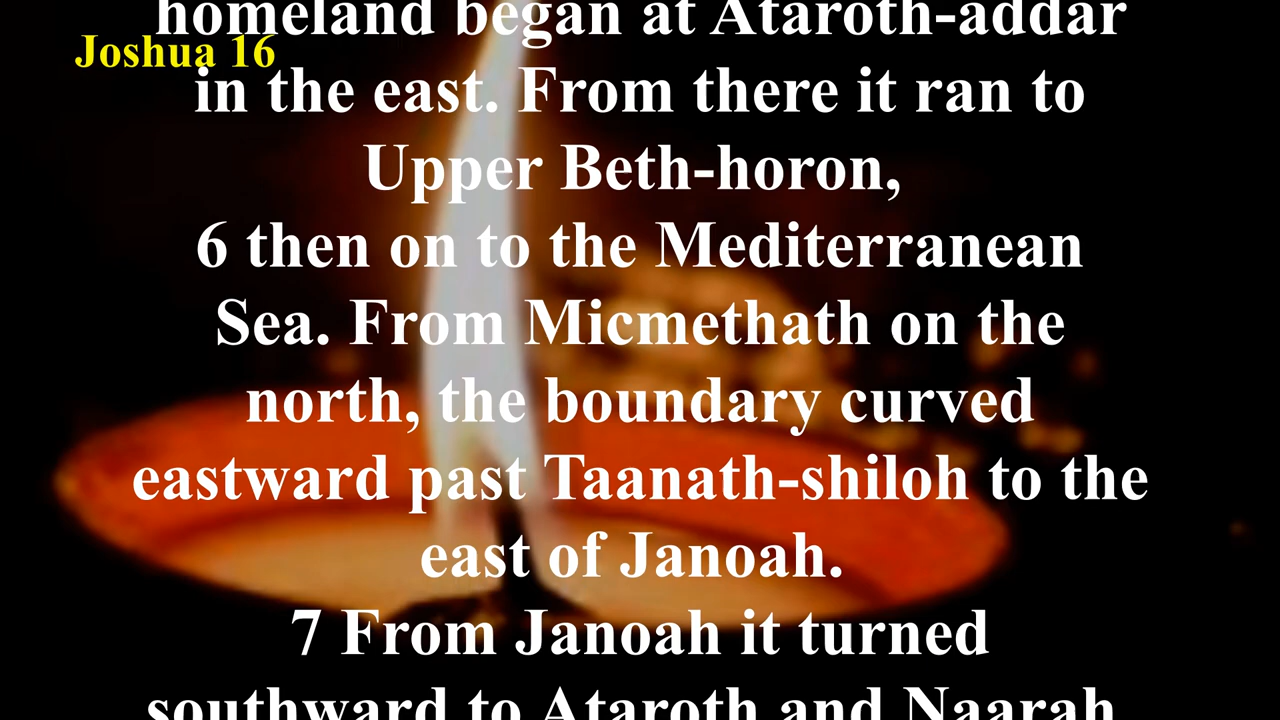 homeland began at Ataroth-addar
Joshua 16
in the east. From there it ran to
Upper Beth-horon,
6 then on to the Mediterranean
Sea. From Micmethath on the
north, the boundary curved
eastward past Taanath-shiloh to the
east of Janoah.
7 From Janoah it turned
southward to Ataroth and Naarah